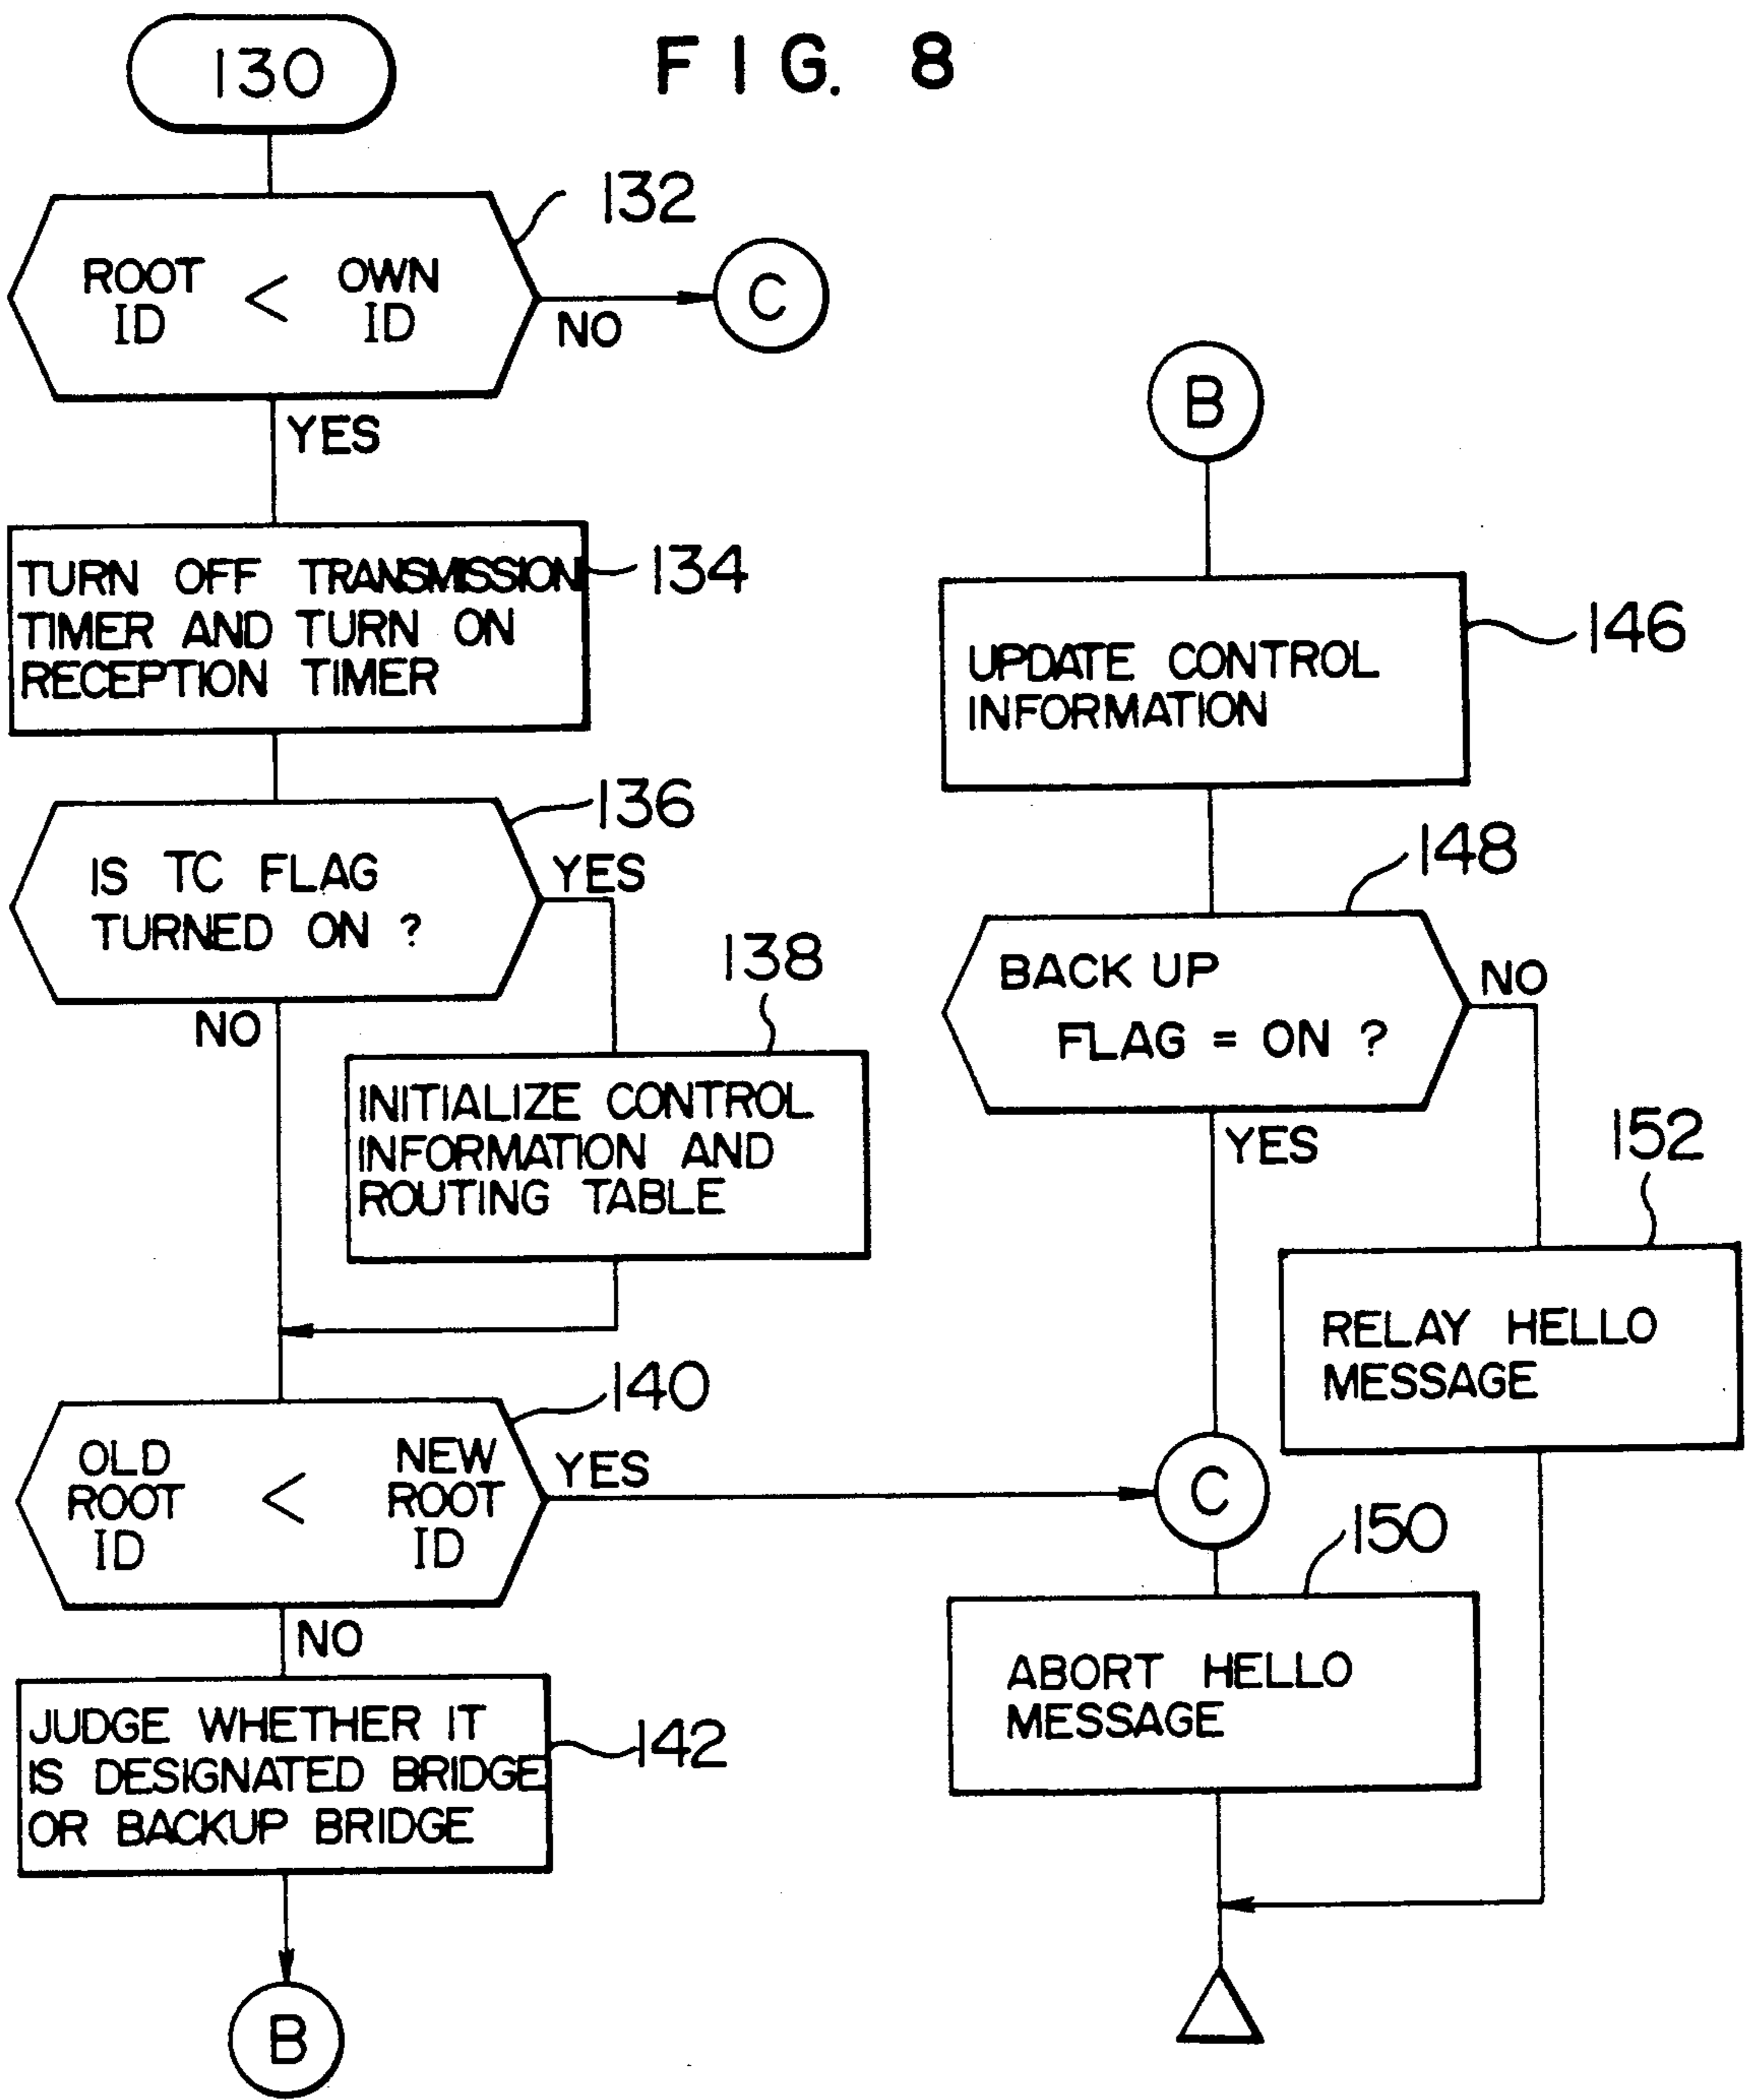 FIG. 8
130
132
ROOT ID < OWN ID
NO
C
YES
TURN OFF TRANSMISSION
TIMER AND TURN ON
RECEPTION TIMER
134
136
IS TC FLAG
TURNED ON ?
YES
NO
138
INITIALIZE CONTROL
INFORMATION AND
ROUTING TABLE
140
OLD
ROOT
ID
<
NEW
ROOT
ID
YES
NO
JUDGE WHETHER IT
IS DESIGNATED BRIDGE
OR BACKUP BRIDGE
142
B
B
UPDATE CONTROL
INFORMATION
146
148
BACK UP
FLAG = ON ?
NO
YES
152
RELAY HELLO
MESSAGE
C
150
ABORT HELLO
MESSAGE